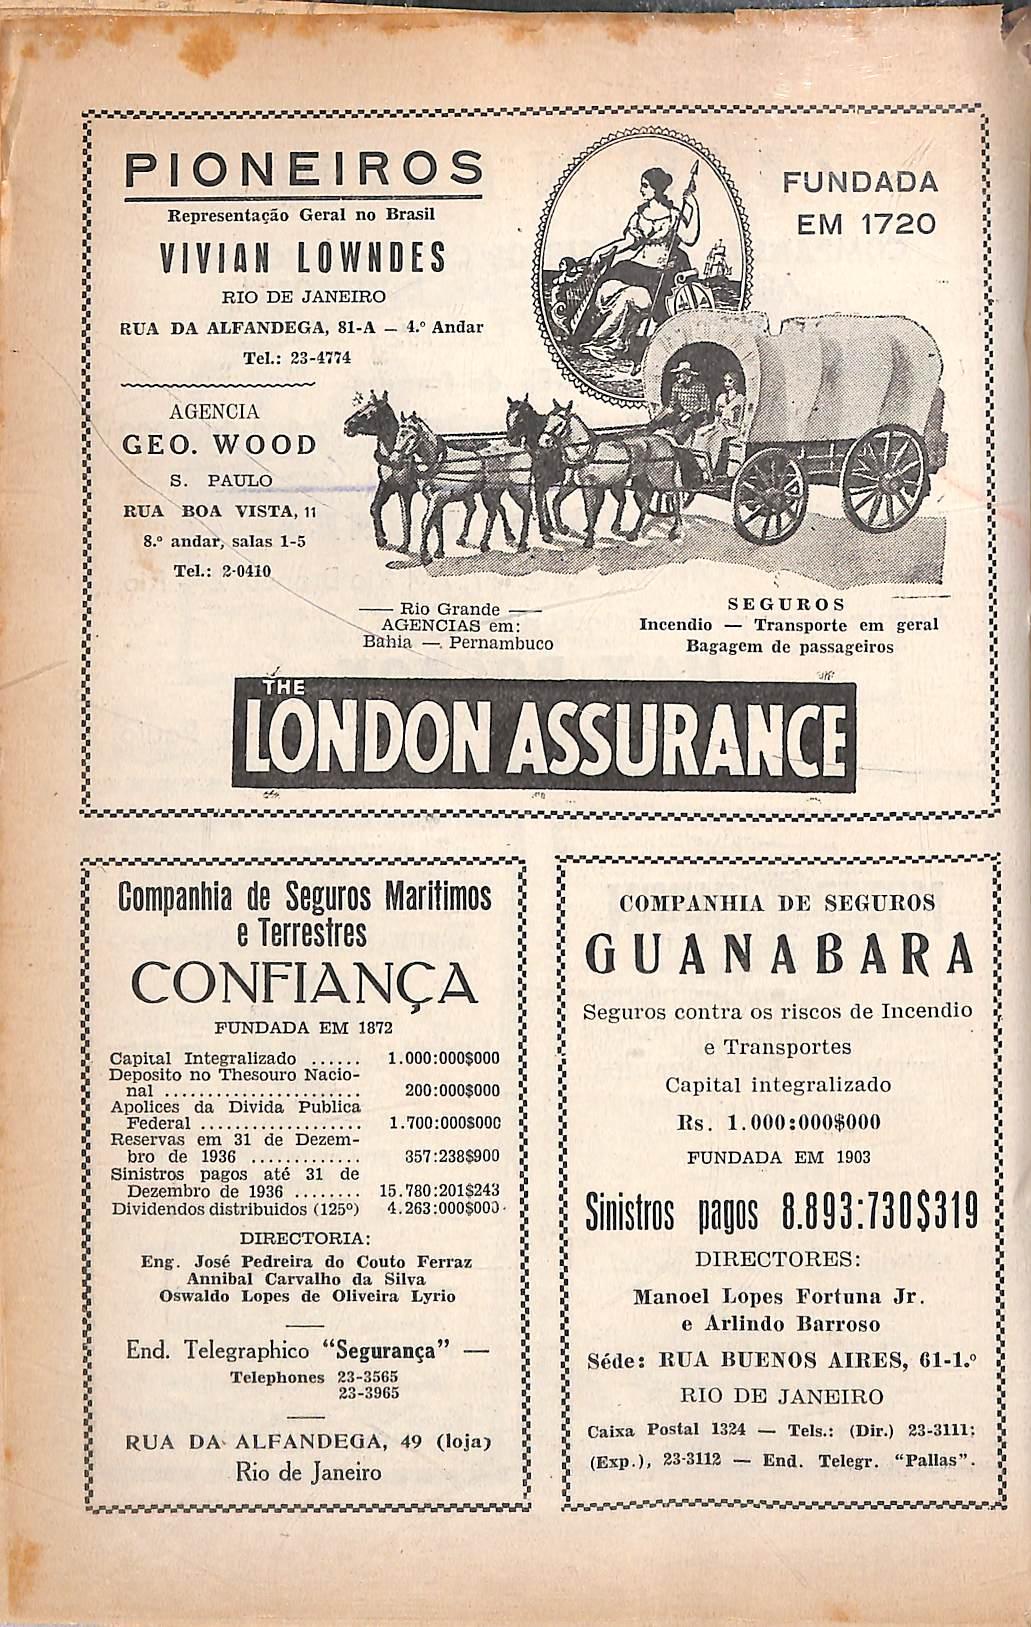 PIONEIROS
Representação Geral no Brasil
VIVIAN LOWNDES
RIO DE JANEIRO
RUA DA ALFANDEGA, 81-A — 4.º Andar
Tel.: 23-4774
AGENCIA
GEO. WOOD
S. PAULO
RUA BOA VISTA, 11
8.º andar, salas 1-5
Tel.: 2-0410
FUNDADA
EM 1720
— Rio Grande —
AGENCIAS em:
Bahia — Pernambuco
SEGUROS
Incendio — Transporte em geral
Bagagem de passageiros
THE
LONDON ASSURANCE
Companhia de Seguros Maritimos
e Terrestres
CONFIANÇA
FUNDADA EM 1872
Capital Integralizado ...... 1.000:000$000
Deposito no Thesouro Nacio-
nal ....................... 200:000$000
Apolices da Divida Publica
Federal ................... 1.700:000$000
Reservas em 31 de Dezem-
bro de 1936 ............. 357:238$900
Sinistros pagos até 31 de
Dezembro de 1936 ........ 15.780:201$243
Dividendos distribuidos (125º) 4.263:000$000
DIRECTORIA:
Eng. José Pedreira do Couto Ferraz
Annibal Carvalho da Silva
Oswaldo Lopes de Oliveira Lyrio
End. Telegraphico "Segurança" —
Telephones 23-3565
23-3965
RUA DA ALFANDEGA, 49 (loja)
Rio de Janeiro
COMPANHIA DE SEGUROS
GUANABARA
Seguros contra os riscos de Incendio
e Transportes
Capital integralizado
Rs. 1.000:000$000
FUNDADA EM 1903
Sinistros pagos 8.893:730$319
DIRECTORES:
Manoel Lopes Fortuna Jr.
e Arlindo Barroso
Séde: RUA BUENOS AIRES, 61-1.º
RIO DE JANEIRO
Caixa Postal 1324 — Tels.: (Dir.) 23-3111;
(Exp.), 23-3112 — End. Telegr. "Pallas".